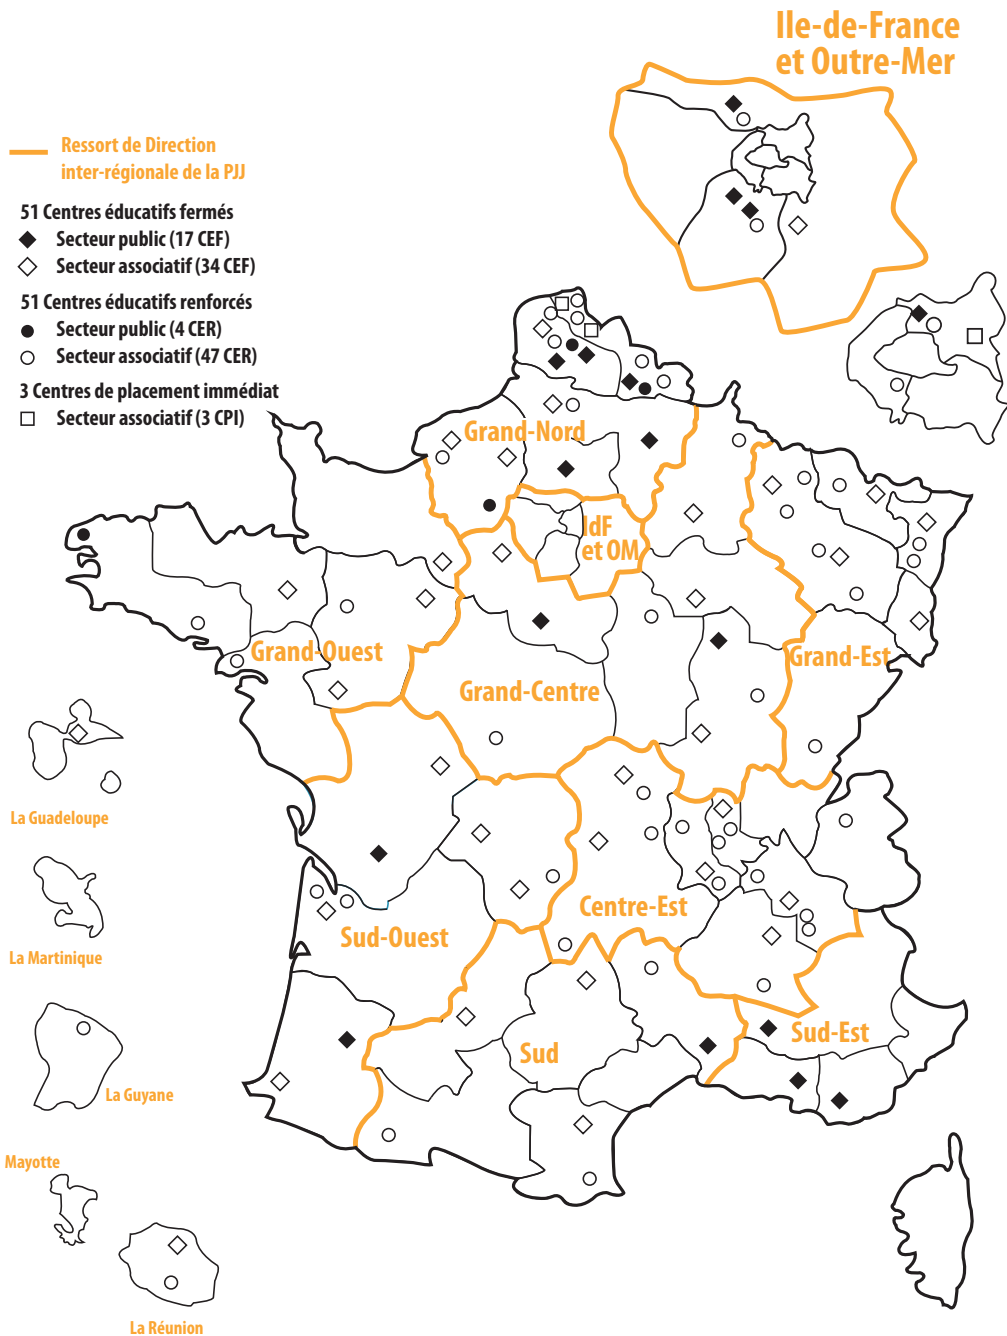 Ile-de-France
et Outre-Mer
Ressort de Direction
inter-régionale de la PJJ
51 Centres éducatifs fermés
Secteur public (17 CEF)
Secteur associatif (34 CEF)
51 Centres éducatifs renforcés
Secteur public (4 CER)
Secteur associatif (47 CER)
3 Centres de placement immédiat
Secteur associatif (3 CPI)
Grand-Nord
IdF
et OM
Grand-Ouest
Grand-Est
Grand-Centre
La Guadeloupe
Centre-Est
Sud-Ouest
La Martinique
Sud-Est
Sud
La Guyane
Mayotte
La Réunion